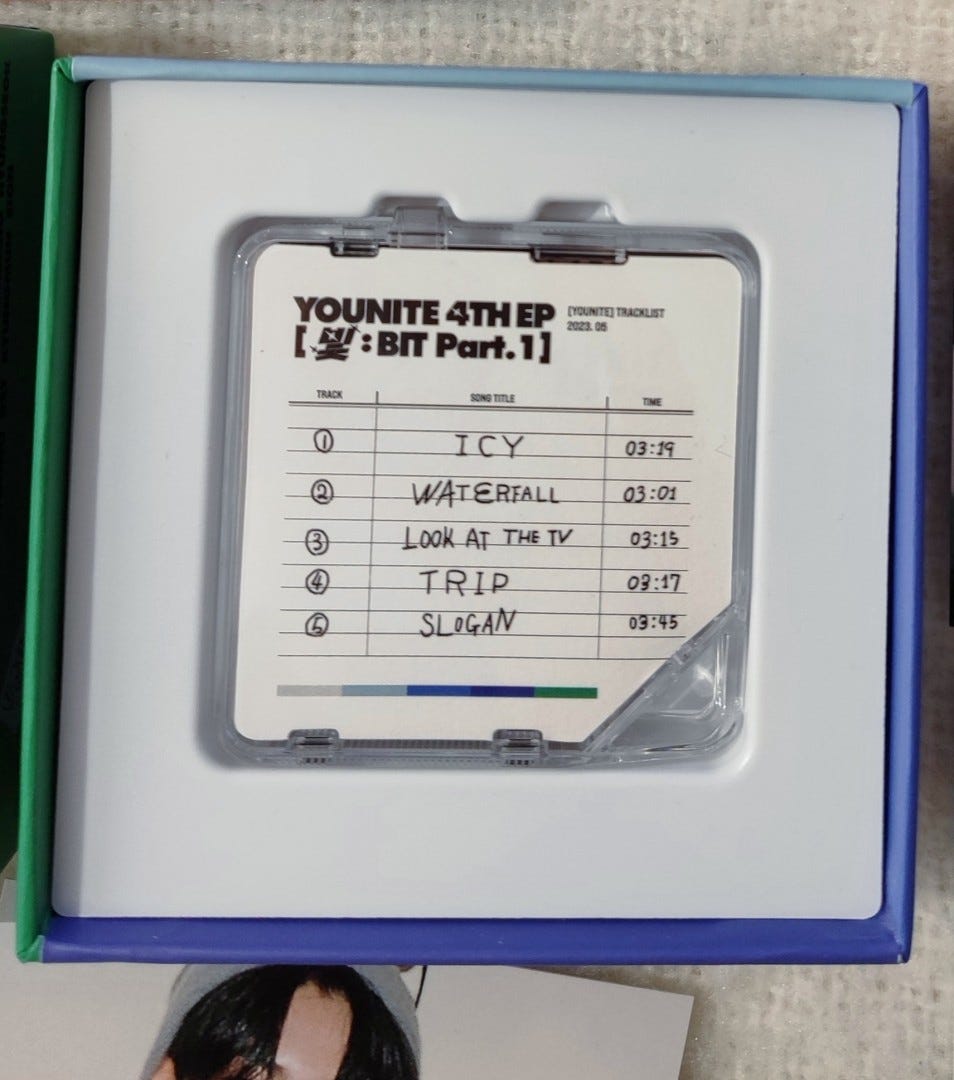 YOUNITE 4TH EP
[ : BIT Part.1]
[YOUNITE] TRACKLIST
2023. 05
TRACK SONG TITLE TIME
① ICY 03:19
② WATERFALL 03:01
③ LOOK AT THE TV 03:15
④ TRIP 03:17
⑤ SLOGAN 03:45